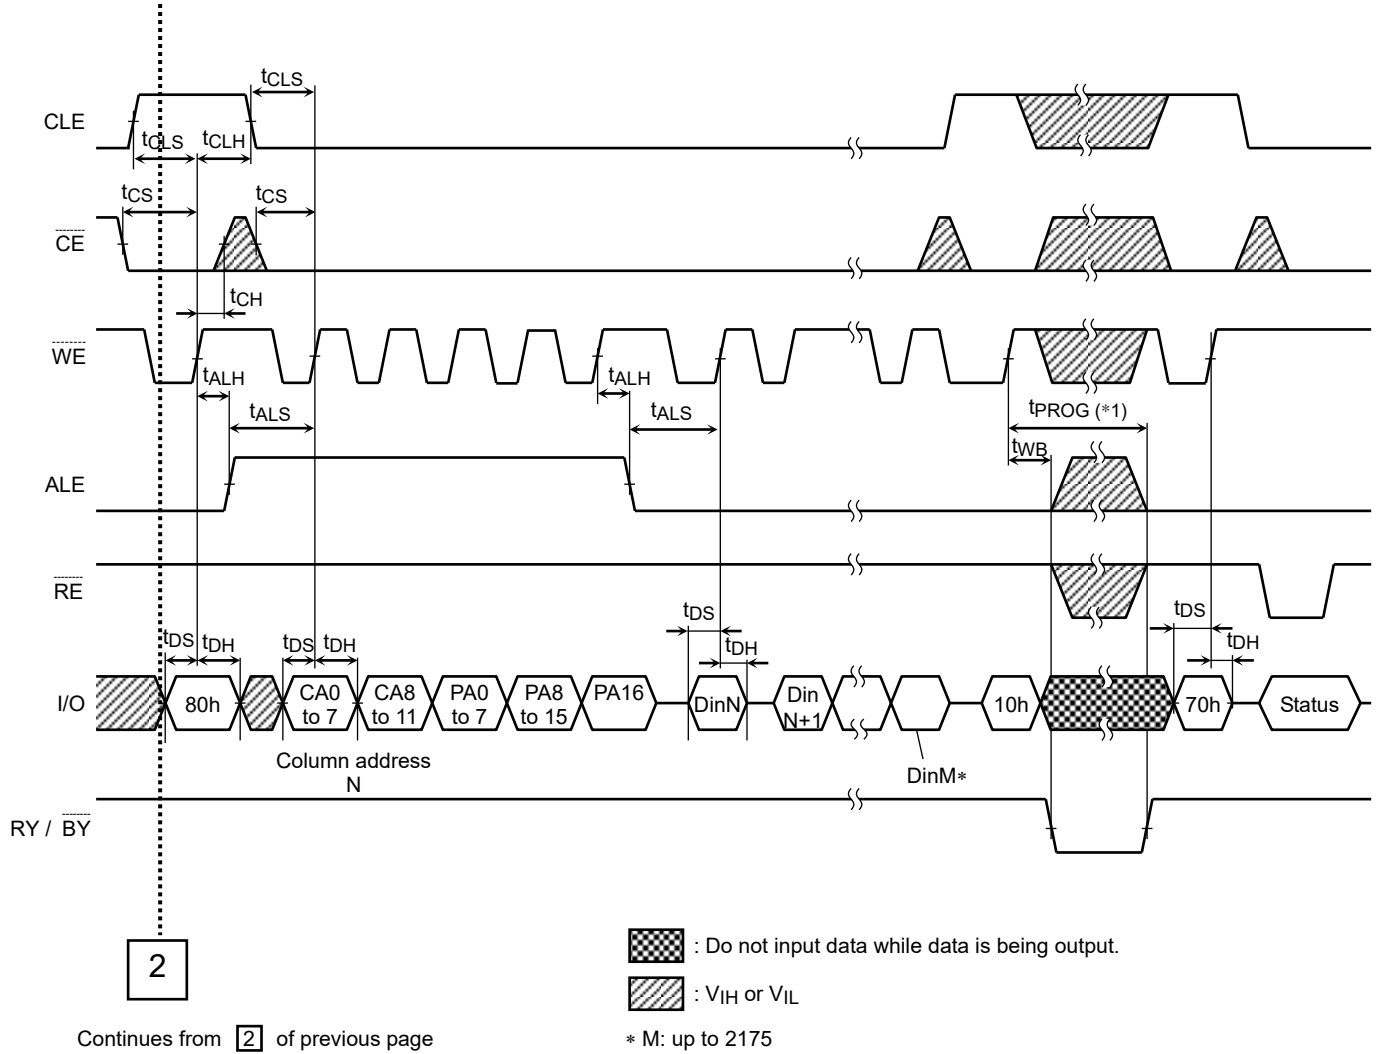 tCLS
CLE
tCLS tCLH
tCS tCS
CE
tCH
WE
tALH tALH
tALS tALS
tPROG (*1)
tWB
ALE
RE
tDS tDH tDS tDH tDS tDH tDS tDH
I/O
80h
CA0 to 7
CA8 to 11
PA0 to 7
PA8 to 15
PA16
DinN
Din N+1
10h
70h
Status
Column address
N
DinM*
RY / BY
2
: Do not input data while data is being output.
: VIH or VIL
Continues from 2 of previous page
* M: up to 2175